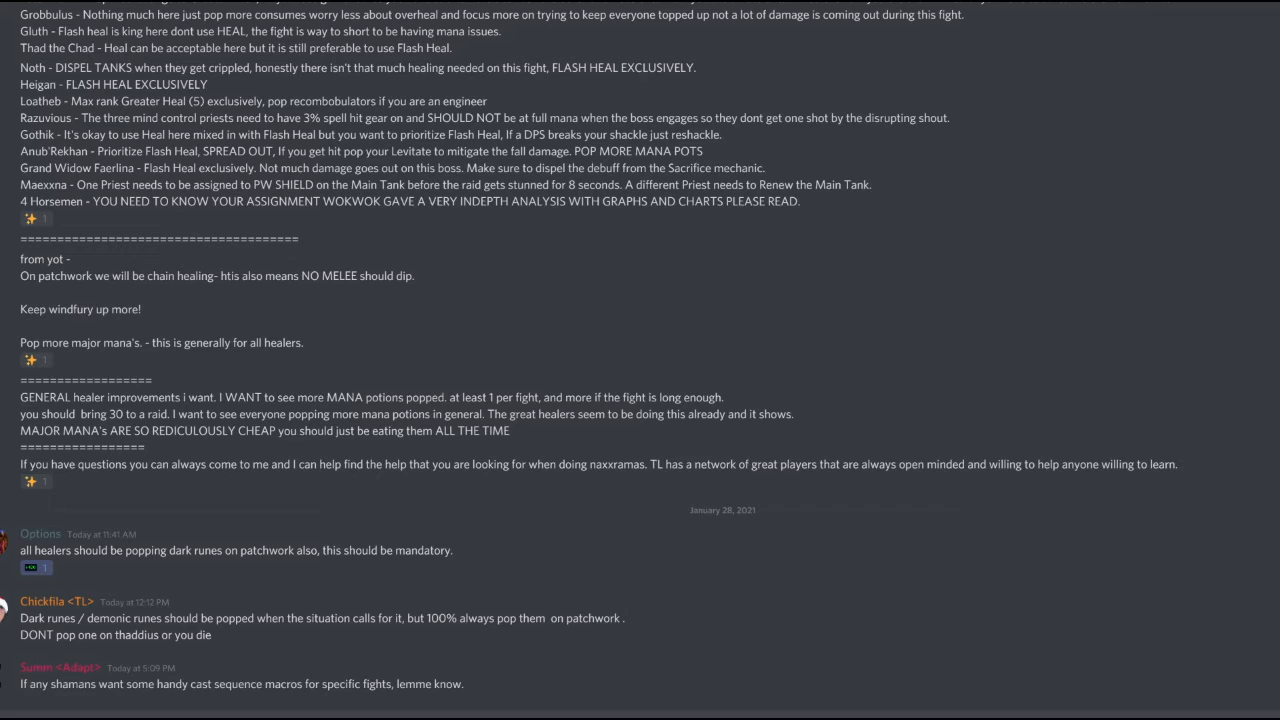 Grobbulus - Nothing much here just pop more consumes worry less about overheal and focus more on trying to keep everyone topped up not a lot of damage is coming out during this fight.
Gluth - Flash heal is king here dont use HEAL, the fight is way to short to be having mana issues.
Thad the Chad - Heal can be acceptable here but it is still preferable to use Flash Heal.
Noth - DISPEL TANKS when they get crippled, honestly there isn't that much healing needed on this fight, FLASH HEAL EXCLUSIVELY.
Heigan - FLASH HEAL EXCLUSIVELY
Loatheb - Max rank Greater Heal (5) exclusively, pop recombobulators if you are an engineer
Razuvious - The three mind control priests need to have 3% spell hit gear on and SHOULD NOT be at full mana when the boss engages so they dont get one shot by the disrupting shout.
Gothik - It's okay to use Heal here mixed in with Flash Heal but you want to prioritize Flash Heal, If a DPS breaks your shackle just reshackle.
Anub'Rekhan - Prioritize Flash Heal, SPREAD OUT, If you get hit pop your Levitate to mitigate the fall damage. POP MORE MANA POTS
Grand Widow Faerlina - Flash Heal exclusively. Not much damage goes out on this boss. Make sure to dispel the debuff from the Sacrifice mechanic.
Maexxna - One Priest needs to be assigned to PW SHIELD on the Main Tank before the raid gets stunned for 8 seconds. A different Priest needs to Renew the Main Tank.
4 Horsemen - YOU NEED TO KNOW YOUR ASSIGNMENT WOKWOK GAVE A VERY INDEPTH ANALYSIS WITH GRAPHS AND CHARTS PLEASE READ.
1
======================================
from yot -
On patchwork we will be chain healing- htis also means NO MELEE should dip.
Keep windfury up more!
Pop more major mana's. - this is generally for all healers.
1
==================
GENERAL healer improvements i want. I WANT to see more MANA potions popped. at least 1 per fight, and more if the fight is long enough.
you should bring 30 to a raid. I want to see everyone popping more mana potions in general. The great healers seem to be doing this already and it shows.
MAJOR MANA's ARE SO REDICULOUSLY CHEAP you should just be eating them ALL THE TIME
=================
If you have questions you can always come to me and I can help find the help that you are looking for when doing naxxramas. TL has a network of great players that are always open minded and willing to help anyone willing to learn.
1
January 28, 2021
Options Today at 11:41 AM
all healers should be popping dark runes on patchwork also, this should be mandatory.
1
Chickfila <TL> Today at 12:12 PM
Dark runes / demonic runes should be popped when the situation calls for it, but 100% always pop them on patchwork .
DONT pop one on thaddius or you die
Summ <Adapt> Today at 5:09 PM
If any shamans want some handy cast sequence macros for specific fights, lemme know.